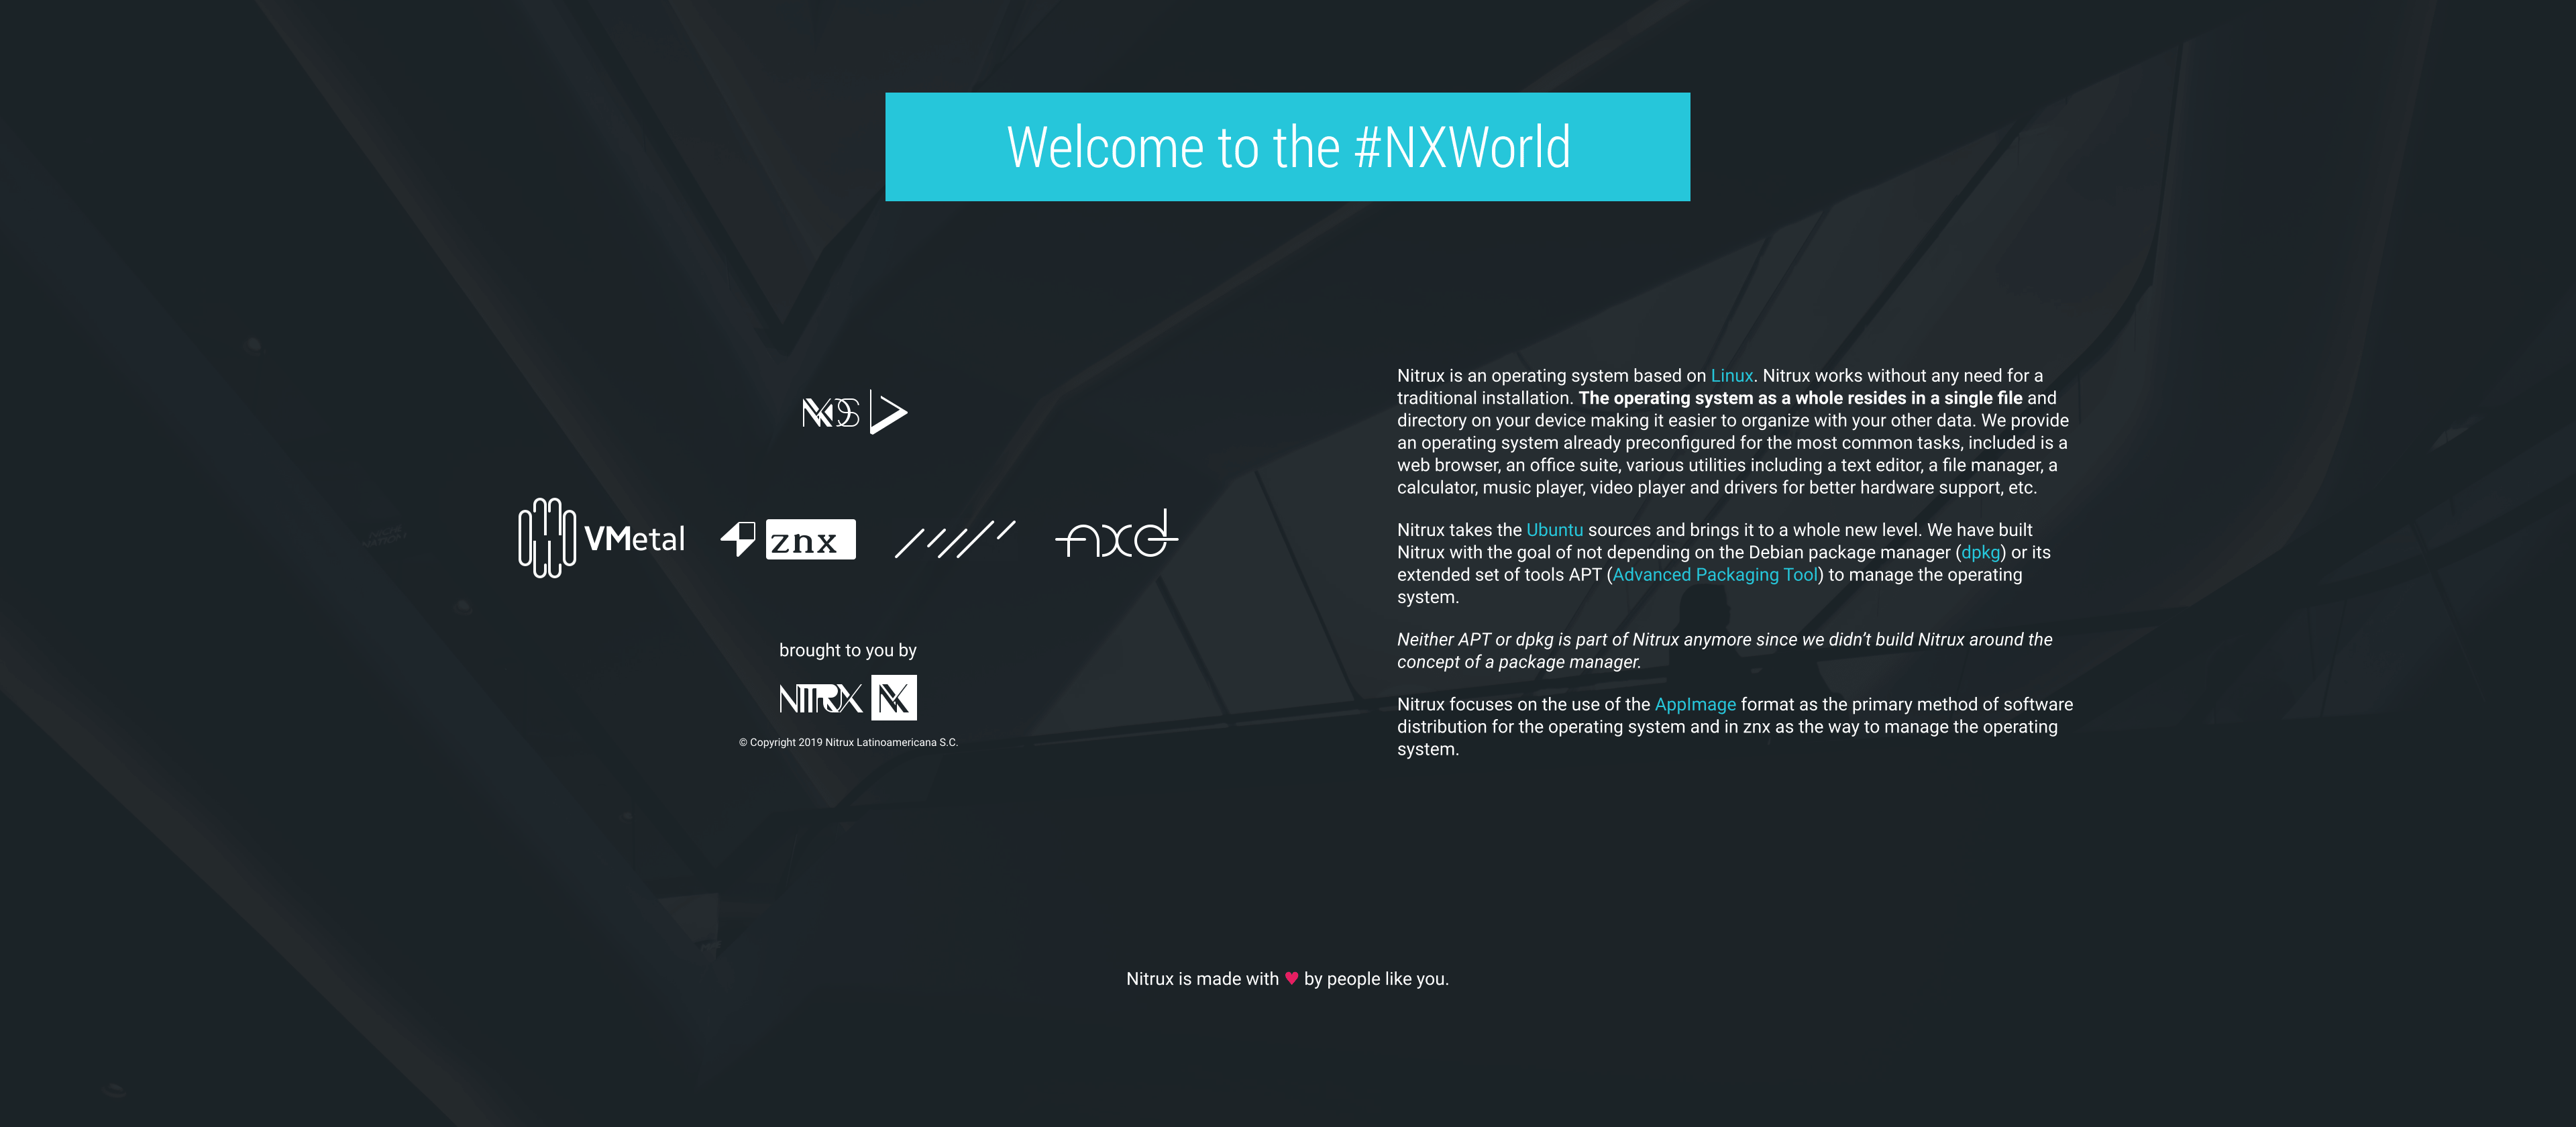 Welcome to the #NXWorld
NXOS
VMetal
znx
nxd
brought to you by
NITRUX
© Copyright 2019 Nitrux Latinoamericana S.C.
Nitrux is an operating system based on Linux. Nitrux works without any need for a
traditional installation. The operating system as a whole resides in a single file and
directory on your device making it easier to organize with your other data. We provide
an operating system already preconfigured for the most common tasks, included is a
web browser, an office suite, various utilities including a text editor, a file manager, a
calculator, music player, video player and drivers for better hardware support, etc.
Nitrux takes the Ubuntu sources and brings it to a whole new level. We have built
Nitrux with the goal of not depending on the Debian package manager (dpkg) or its
extended set of tools APT (Advanced Packaging Tool) to manage the operating
system.
Neither APT or dpkg is part of Nitrux anymore since we didn’t build Nitrux around the
concept of a package manager.
Nitrux focuses on the use of the AppImage format as the primary method of software
distribution for the operating system and in znx as the way to manage the operating
system.
Nitrux is made with ♥ by people like you.